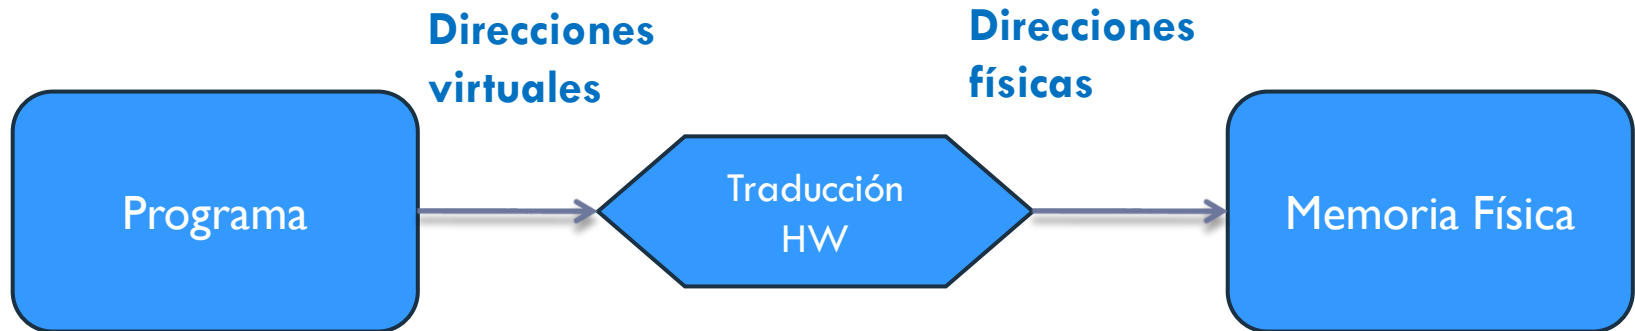 Direcciones
virtuales
Direcciones
físicas
Programa
Traducción
HW
Memoria Física